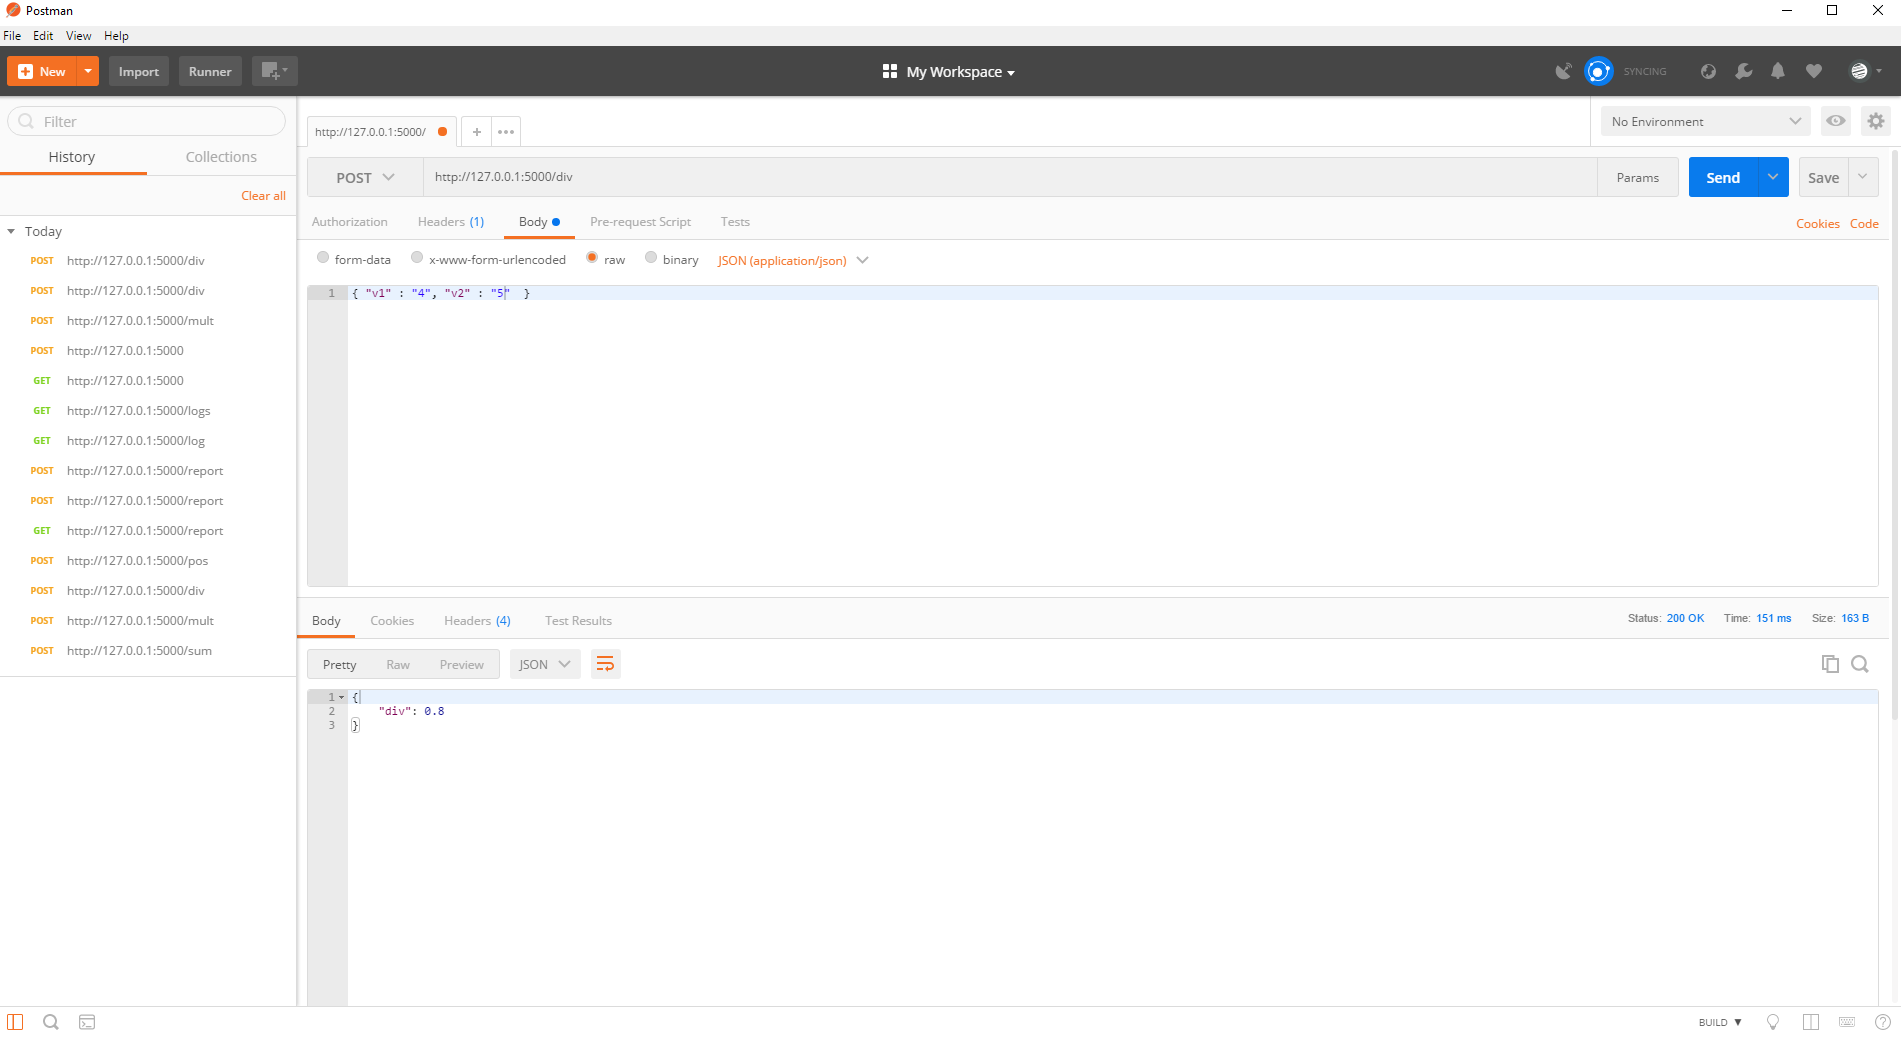 Postman
File Edit View Help
New Import Runner My Workspace SYNCING
Filter
History Collections
Clear all
Today
POST http://127.0.0.1:5000/div
POST http://127.0.0.1:5000/div
POST http://127.0.0.1:5000/mult
POST http://127.0.0.1:5000
GET http://127.0.0.1:5000
GET http://127.0.0.1:5000/logs
GET http://127.0.0.1:5000/log
POST http://127.0.0.1:5000/report
POST http://127.0.0.1:5000/report
GET http://127.0.0.1:5000/report
POST http://127.0.0.1:5000/pos
POST http://127.0.0.1:5000/div
POST http://127.0.0.1:5000/mult
POST http://127.0.0.1:5000/sum
http://127.0.0.1:5000/ + •••
No Environment
POST http://127.0.0.1:5000/div Params Send Save
Authorization Headers (1) Body Pre-request Script Tests Cookies Code
form-data x-www-form-urlencoded raw binary JSON (application/json)
1 { "v1" : "4", "v2" : "5"  }
Body Cookies Headers (4) Test Results Status: 200 OK Time: 151 ms Size: 163 B
Pretty Raw Preview JSON
1 {
2 "div": 0.8
3 }
BUILD ▼ ?